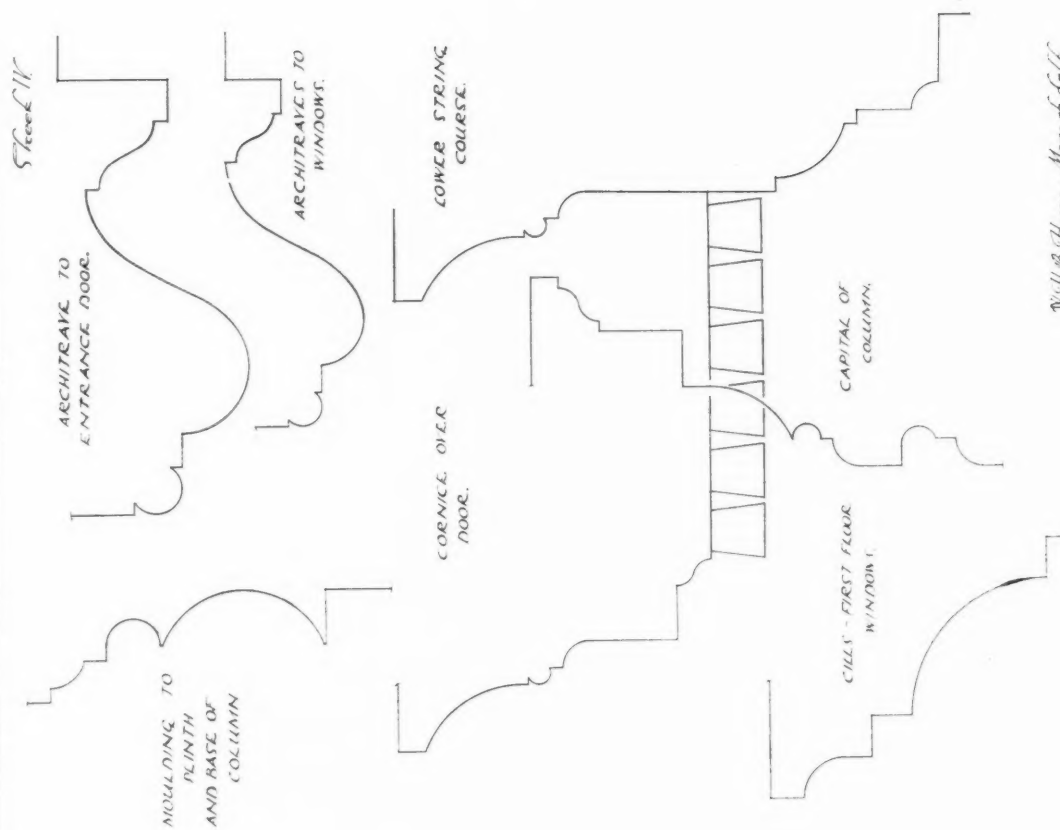 Sheet IV.
ARCHITRAVE TO
ENTRANCE DOOR.
ARCHITRAVES TO
WINDOWS.
MOULDING TO
PLINTH
AND BASE OF
COLUMN
CORNICE OVER
DOOR.
LOWER STRING
COURSE.
CILLS - FIRST FLOOR
WINDOWS.
CAPITAL OF
COLUMN.